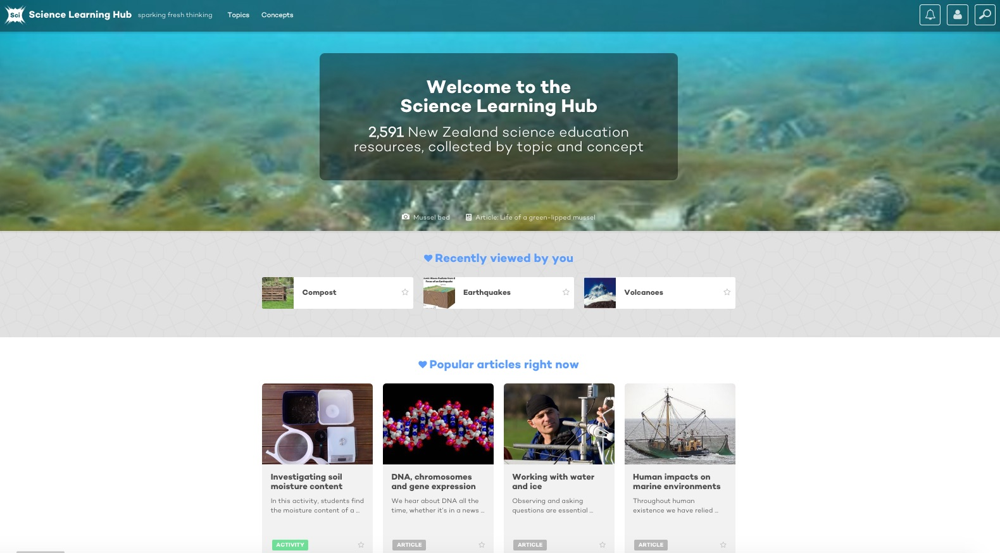 Sci Science Learning Hub sparking fresh thinking Topics Concepts
Welcome to the
Science Learning Hub
2,591 New Zealand science education
resources, collected by topic and concept
Mussel bed Article: Life of a green-lipped mussel
Recently viewed by you
Compost
Focus of an Earthquake
Earthquakes
Volcanoes
Popular articles right now
Investigating soil
moisture content
In this activity, students find
the moisture content of a ...
ACTIVITY
DNA, chromosomes
and gene expression
We hear about DNA all the
time, whether it's in a news ...
ARTICLE
Working with water
and ice
Observing and asking
questions are essential ...
ARTICLE
Human impacts on
marine environments
Throughout human
existence we have relied ...
ARTICLE